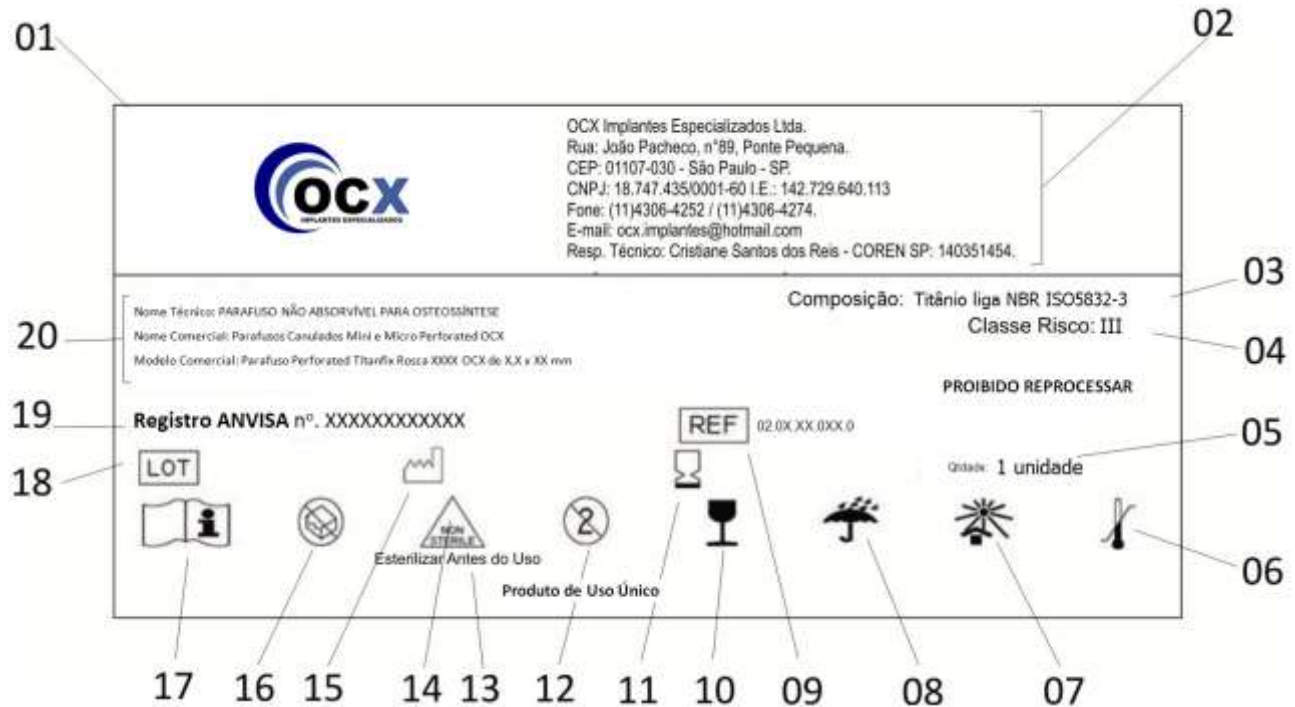 01
02
OCX
IMPLANTES ESPECIALIZADOS
OCX Implantes Especializados Ltda.
Rua: João Pacheco, n°89, Ponte Pequena.
CEP: 01107-030 - São Paulo - SP.
CNPJ: 18.747.435/0001-60 I.E.: 142.729.640.113
Fone: (11)4306-4252 / (11)4306-4274.
E-mail: ocx.implantes@hotmail.com
Resp. Técnico: Cristiane Santos dos Reis - COREN SP: 140351454.
03
Composição: Titânio liga NBR ISO5832-3
Classe Risco: III
04
20
Nome Técnico: PARAFUSO NÃO ABSORVÍVEL PARA OSTEOSSÍNTESE
Nome Comercial: Parafusos Canulados Mini e Micro Perforated OCX
Modelo Comercial: Parafuso Perforated Titanfix Rosca XXXX OCX de X,X x XX mm
PROIBIDO REPROCESSAR
19
Registro ANVISA nº. XXXXXXXXXXXX
REF 02.0X.XX.0XX.0
05
18
LOT
Qtdade: 1 unidade
2
NON
STERILE
Esterilizar Antes do Uso
06
Produto de Uso Único
17 16 15 14 13 12 11 10 09 08 07